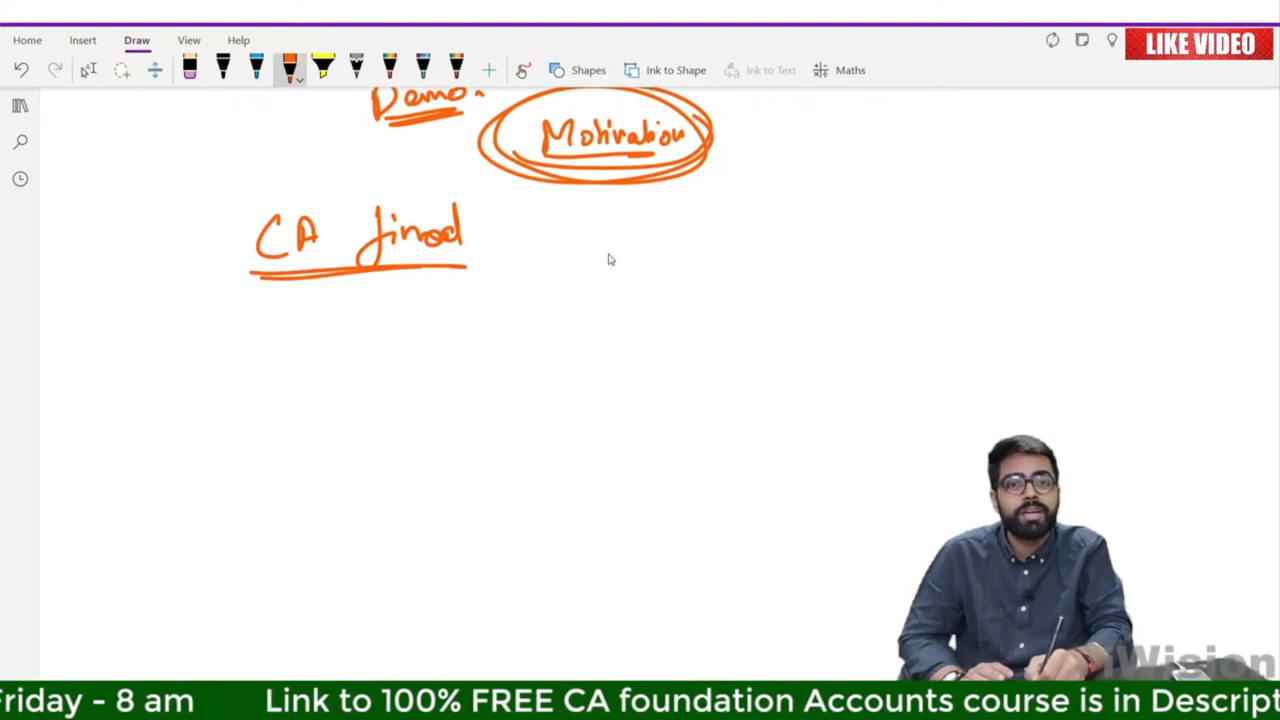 Home Insert Draw View Help
LIKE VIDEO
Shapes Ink to Shape Ink to Text Maths
Demo.
Motivation
CA
Wision
Friday - 8 am Link to 100% FREE CA foundation Accounts course is in Descript